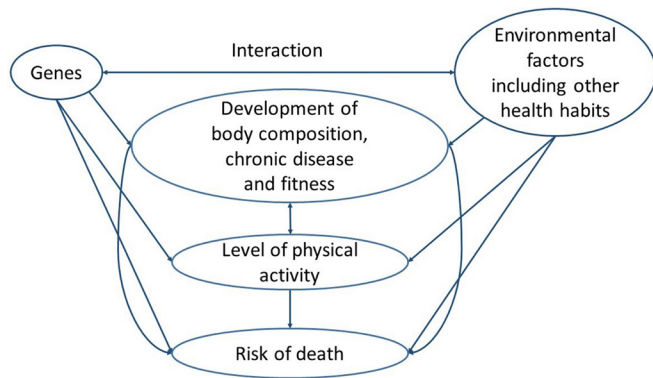 Interaction
Genes
Environmental
factors
including other
health habits
Development of
body composition,
chronic disease
and fitness
Level of physical
activity
Risk of death